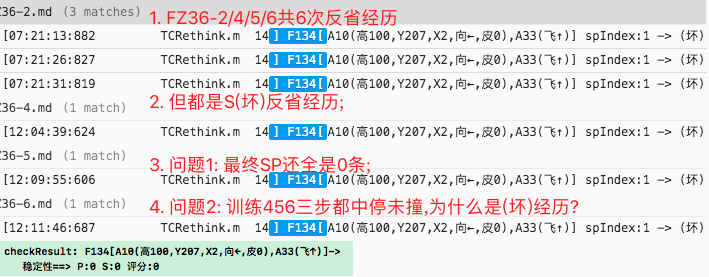 Z36-2.md (3 matches)
1. FZ36-2/4/5/6共6次反省经历
[07:21:13:882 TCRethink.m 14] F134[A10(高100,Y207,X2,向←,皮0),A33(飞↑)] spIndex:1 -> (坏)
[07:21:26:827 TCRethink.m 14] F134[A10(高100,Y207,X2,向←,皮0),A33(飞↑)] spIndex:1 -> (坏)
[07:21:31:819 TCRethink.m 14] F134[A10(高100,Y207,X2,向←,皮0),A33(飞↑)] spIndex:1 -> (坏)
Z36-4.md (1 match)
2. 但都是S(坏)反省经历;
[12:04:39:624 TCRethink.m 14] F134[A10(高100,Y207,X2,向←,皮0),A33(飞↑)] spIndex:1 -> (坏)
Z36-5.md (1 match)
3. 问题1: 最终SP还全是0条;
[12:09:55:606 TCRethink.m 14] F134[A10(高100,Y207,X2,向←,皮0),A33(飞↑)] spIndex:1 -> (坏)
Z36-6.md (1 match)
4. 问题2: 训练456三步都中停未撞,为什么是(坏)经历?
[12:11:46:687 TCRethink.m 14] F134[A10(高100,Y207,X2,向←,皮0),A33(飞↑)] spIndex:1 -> (坏)
checkResult: F134[A10(高100,Y207,X2,向←,皮0),A33(飞↑)]->
稳定性==> P:0 S:0 评分:0